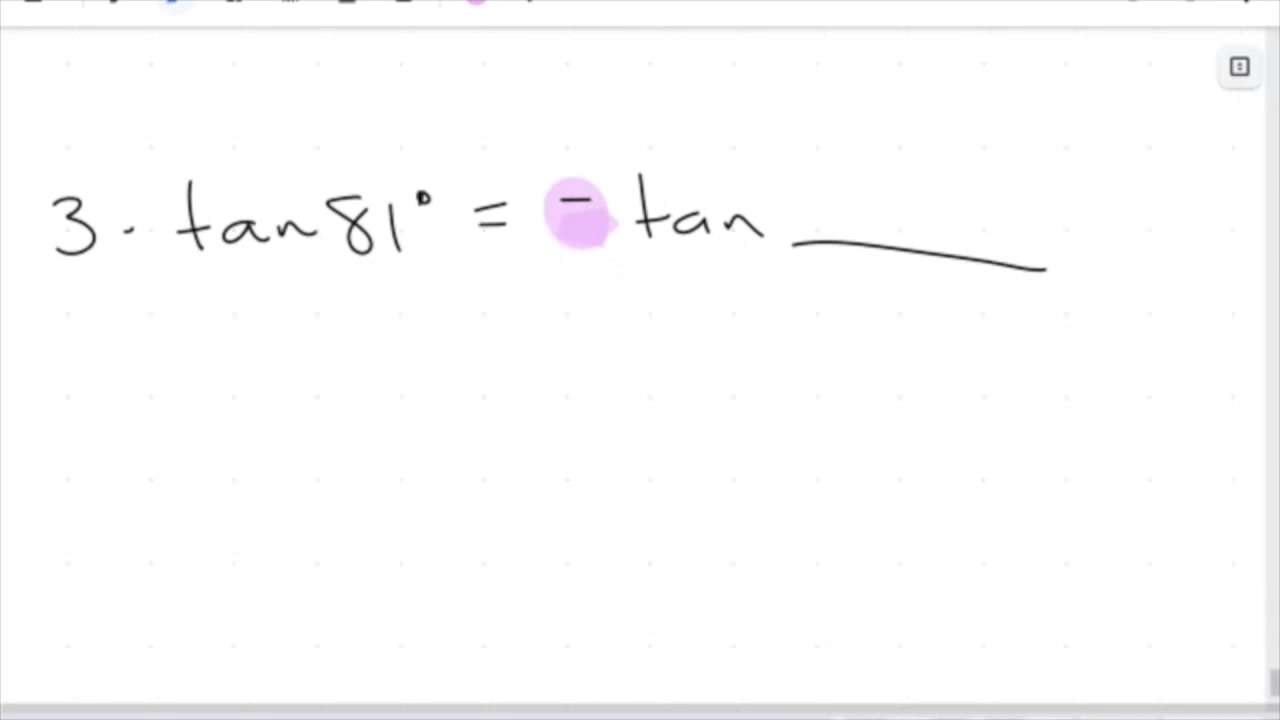 3. tan 81° = - tan ______